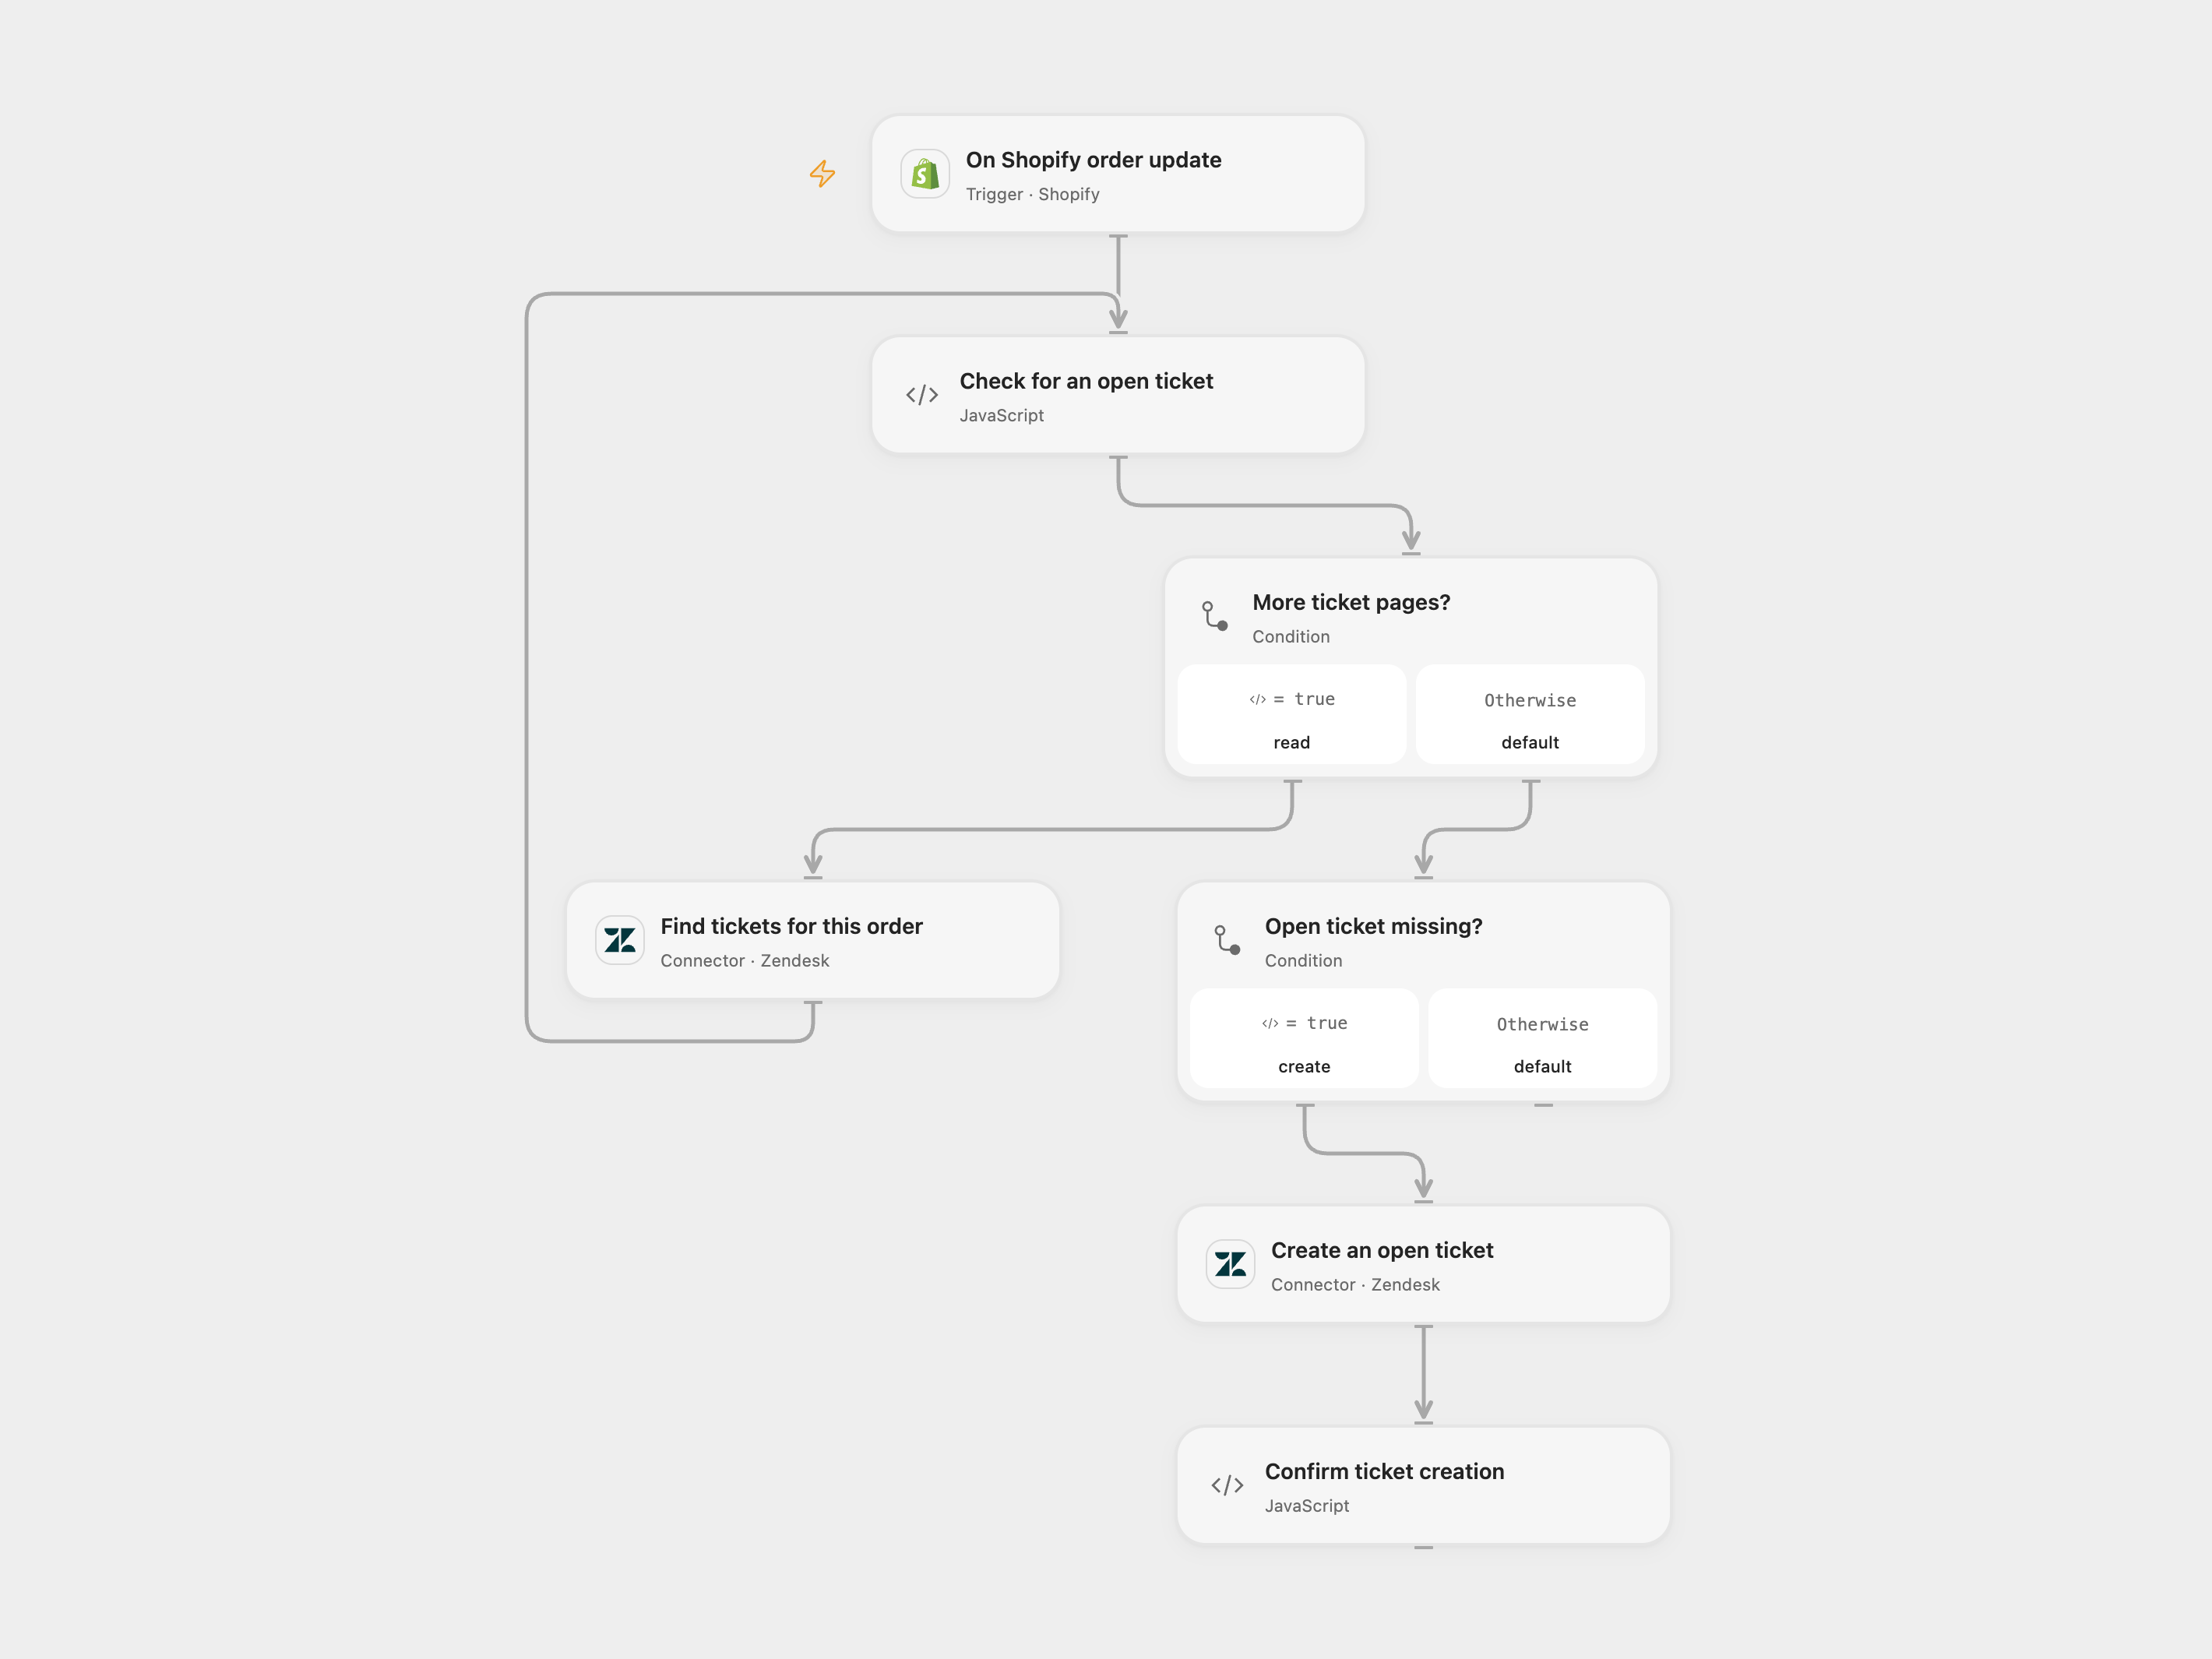 On Shopify order update
Trigger · Shopify
Check for an open ticket
JavaScript
More ticket pages?
Condition
</> = true
read
Otherwise
default
Find tickets for this order
Connector · Zendesk
Open ticket missing?
Condition
</> = true
create
Otherwise
default
Create an open ticket
Connector · Zendesk
Confirm ticket creation
JavaScript